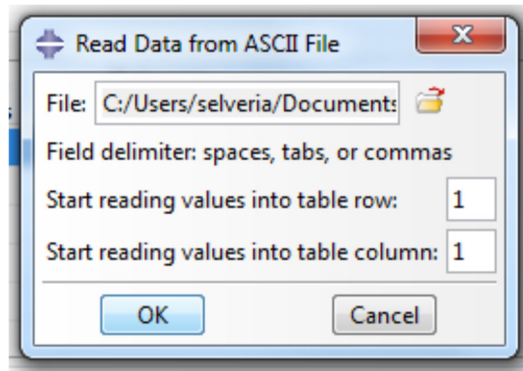 Read Data from ASCII File
File: C:/Users/selveria/Documents
Field delimiter: spaces, tabs, or commas
Start reading values into table row: 1
Start reading values into table column: 1
OK Cancel